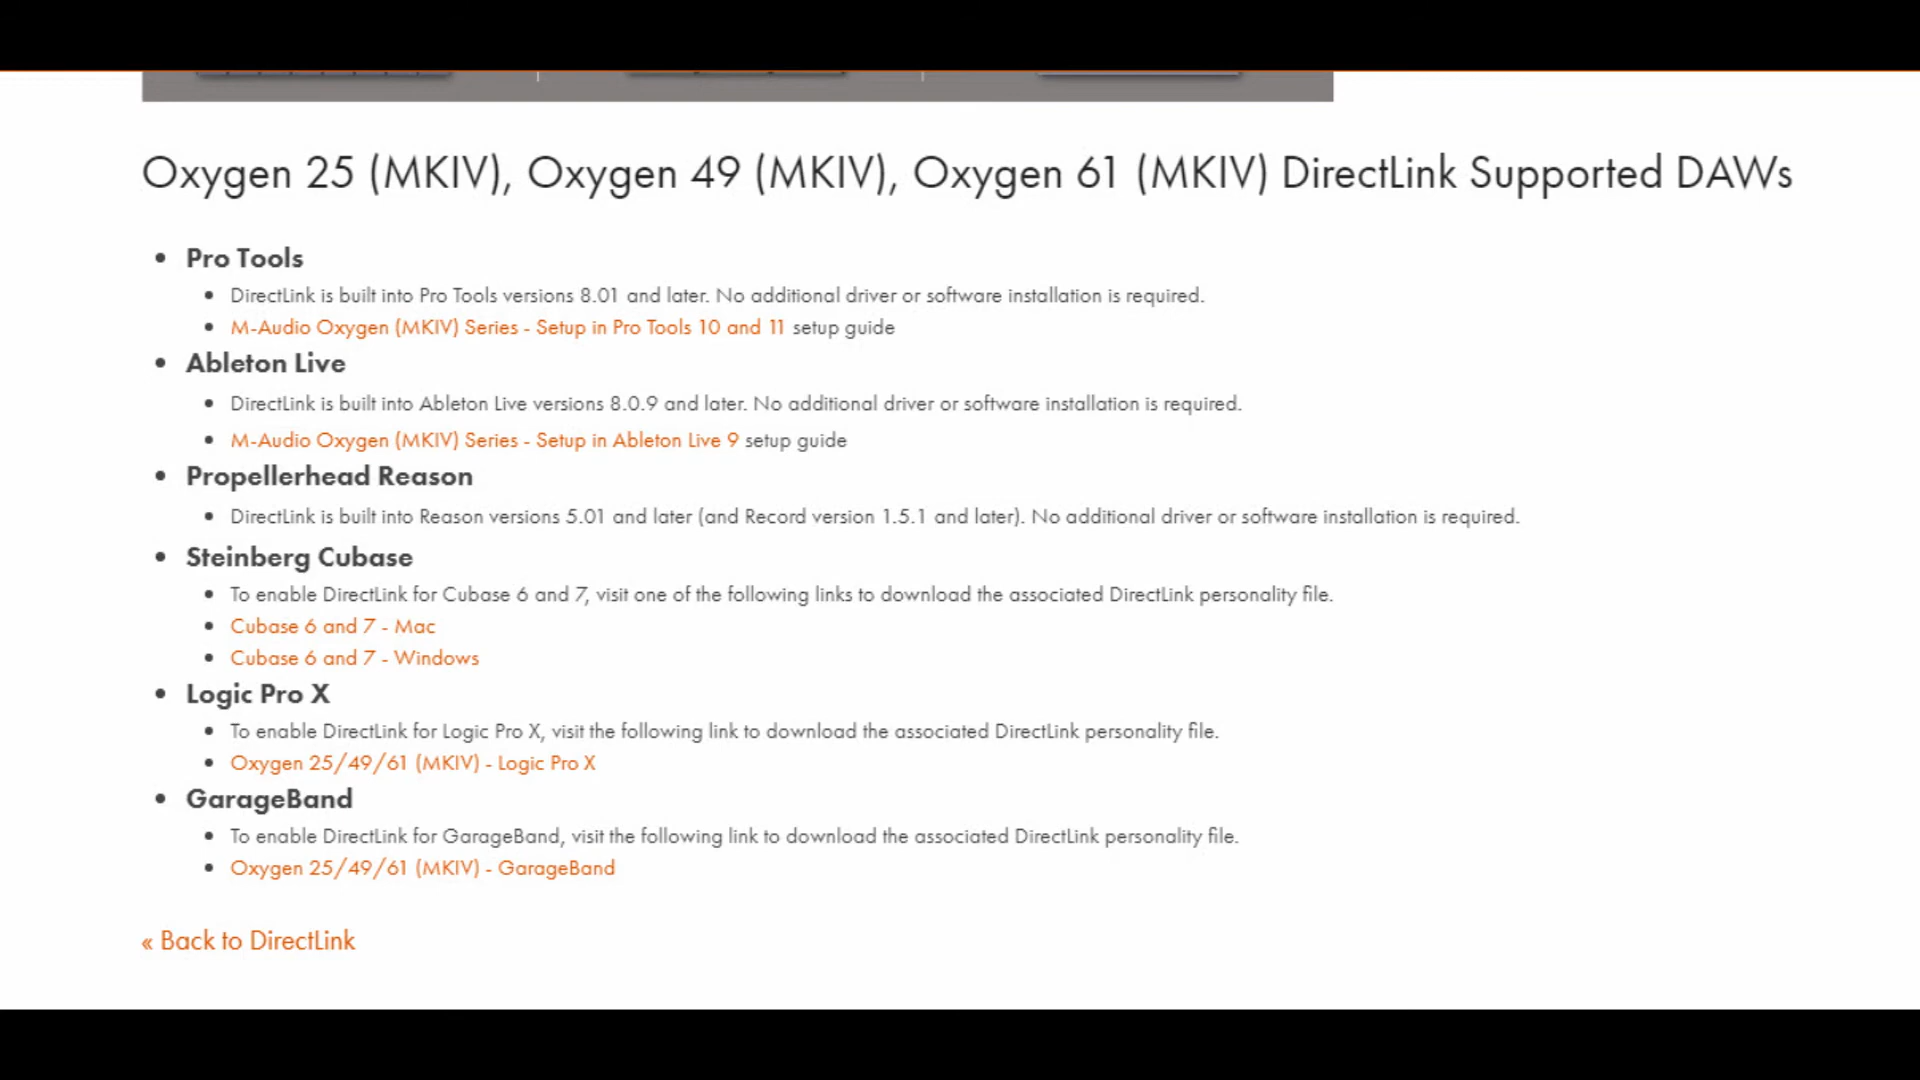 Oxygen 25 (MKIV), Oxygen 49 (MKIV), Oxygen 61 (MKIV) DirectLink Supported DAWs
• Pro Tools
• DirectLink is built into Pro Tools versions 8.01 and later. No additional driver or software installation is required.
• M-Audio Oxygen (MKIV) Series - Setup in Pro Tools 10 and 11 setup guide
• Ableton Live
• DirectLink is built into Ableton Live versions 8.0.9 and later. No additional driver or software installation is required.
• M-Audio Oxygen (MKIV) Series - Setup in Ableton Live 9 setup guide
• Propellerhead Reason
• DirectLink is built into Reason versions 5.01 and later (and Record version 1.5.1 and later). No additional driver or software installation is required.
• Steinberg Cubase
• To enable DirectLink for Cubase 6 and 7, visit one of the following links to download the associated DirectLink personality file.
• Cubase 6 and 7 - Mac
• Cubase 6 and 7 - Windows
• Logic Pro X
• To enable DirectLink for Logic Pro X, visit the following link to download the associated DirectLink personality file.
• Oxygen 25/49/61 (MKIV) - Logic Pro X
• GarageBand
• To enable DirectLink for GarageBand, visit the following link to download the associated DirectLink personality file.
• Oxygen 25/49/61 (MKIV) - GarageBand
« Back to DirectLink